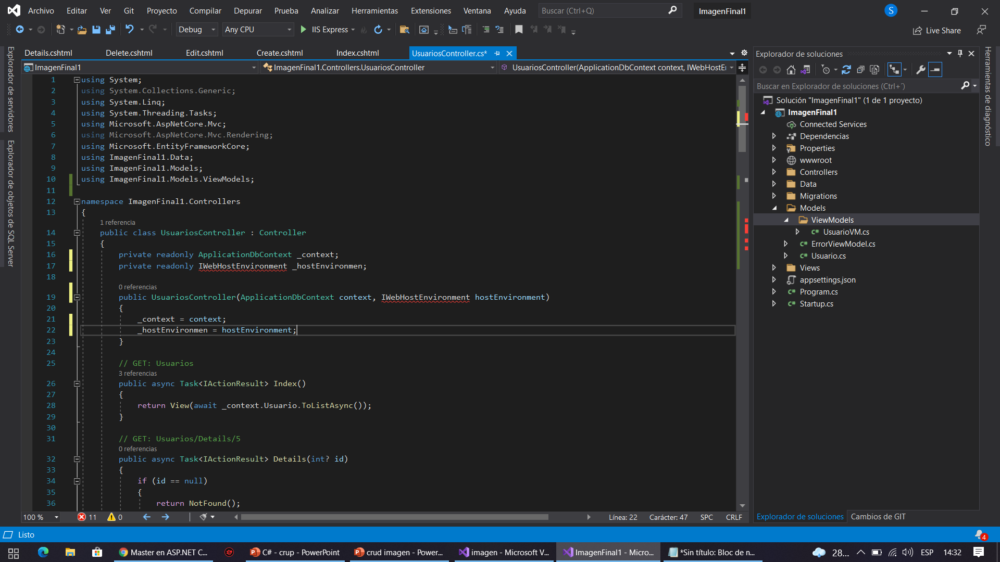 Archivo Editar Ver Git Proyecto Compilar Depurar Prueba Analizar Herramientas Extensiones Ventana Ayuda Buscar (Ctrl+Q) ImagenFinal1 S
Debug Any CPU IIS Express Live Share
Explorador de servidores
Explorador de objetos de SQL Server
Details.cshtml Delete.cshtml Edit.cshtml Create.cshtml Index.cshtml UsuariosController.cs*
ImagenFinal1 ImagenFinal1.Controllers.UsuariosController UsuariosController(ApplicationDbContext context, IWebHostEr
1 using System;
2 using System.Collections.Generic;
3 using System.Linq;
4 using System.Threading.Tasks;
5 using Microsoft.AspNetCore.Mvc;
6 using Microsoft.AspNetCore.Mvc.Rendering;
7 using Microsoft.EntityFrameworkCore;
8 using ImagenFinal1.Data;
9 using ImagenFinal1.Models;
10 using ImagenFinal1.Models.ViewModels;
11
12 namespace ImagenFinal1.Controllers
13 {
1 referencia
14 public class UsuariosController : Controller
15 {
16 private readonly ApplicationDbContext _context;
17 private readonly IWebHostEnvironment _hostEnvironmen;
18
0 referencias
19 public UsuariosController(ApplicationDbContext context, IWebHostEnvironment hostEnvironment)
20 {
21 _context = context;
22 _hostEnvironmen = hostEnvironment;
23 }
24
25 // GET: Usuarios
3 referencias
26 public async Task<IActionResult> Index()
27 {
28 return View(await _context.Usuario.ToListAsync());
29 }
30
31 // GET: Usuarios/Details/5
0 referencias
32 public async Task<IActionResult> Details(int? id)
33 {
34 if (id == null)
35 {
36 return NotFound();
100 % 11 0 Línea: 22 Carácter: 47 SPC CRLF
Explorador de soluciones
Buscar en Explorador de soluciones (Ctrl+´)
Solución "ImagenFinal1" (1 de 1 proyecto)
ImagenFinal1
Connected Services
Dependencias
Properties
wwwroot
Controllers
Data
Migrations
Models
ViewModels
C# UsuarioVM.cs
C# ErrorViewModel.cs
C# Usuario.cs
Views
appsettings.json
C# Program.cs
C# Startup.cs
Explorador de soluciones Cambios de GIT
Herramientas de diagnóstico
Listo 4
Master en ASP.NET C... C# - crup - PowerPoint crud imagen - Power... imagen - Microsoft V... ImagenFinal1 - Micro... *Sin título: Bloc de n... 28... ESP 14:32